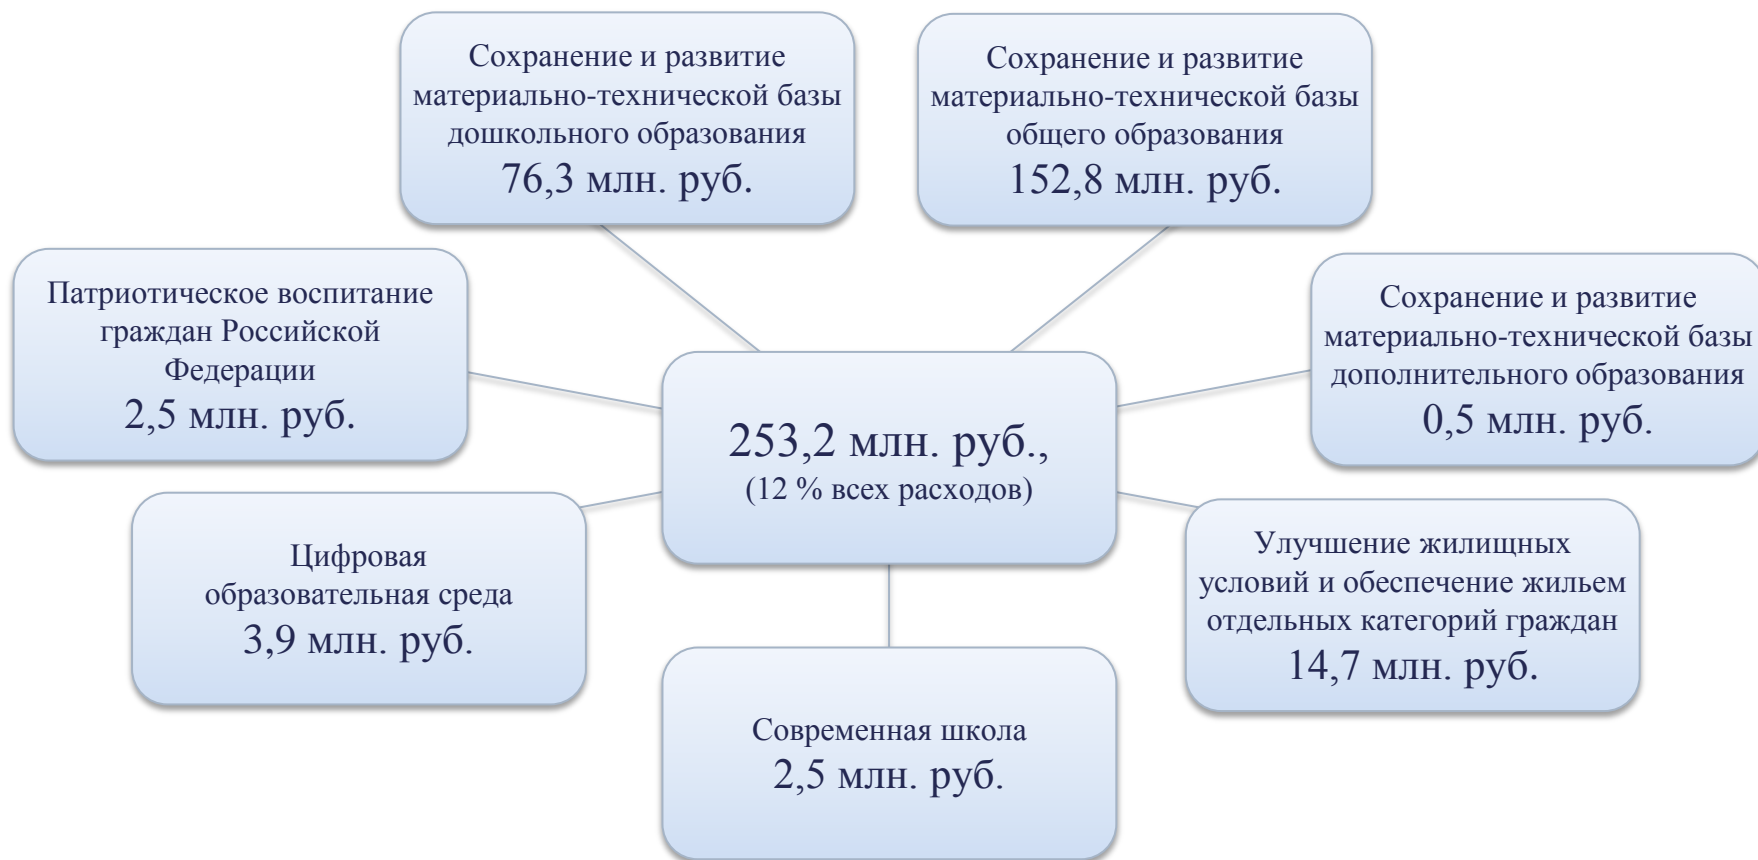 Сохранение и развитие
материально-технической базы
дошкольного образования
76,3 млн. руб.
Сохранение и развитие
материально-технической базы
общего образования
152,8 млн. руб.
Патриотическое воспитание
граждан Российской
Федерации
2,5 млн. руб.
Сохранение и развитие
материально-технической базы
дополнительного образования
0,5 млн. руб.
253,2 млн. руб.,
(12 % всех расходов)
Цифровая
образовательная среда
3,9 млн. руб.
Улучшение жилищных
условий и обеспечение жильем
отдельных категорий граждан
14,7 млн. руб.
Современная школа
2,5 млн. руб.